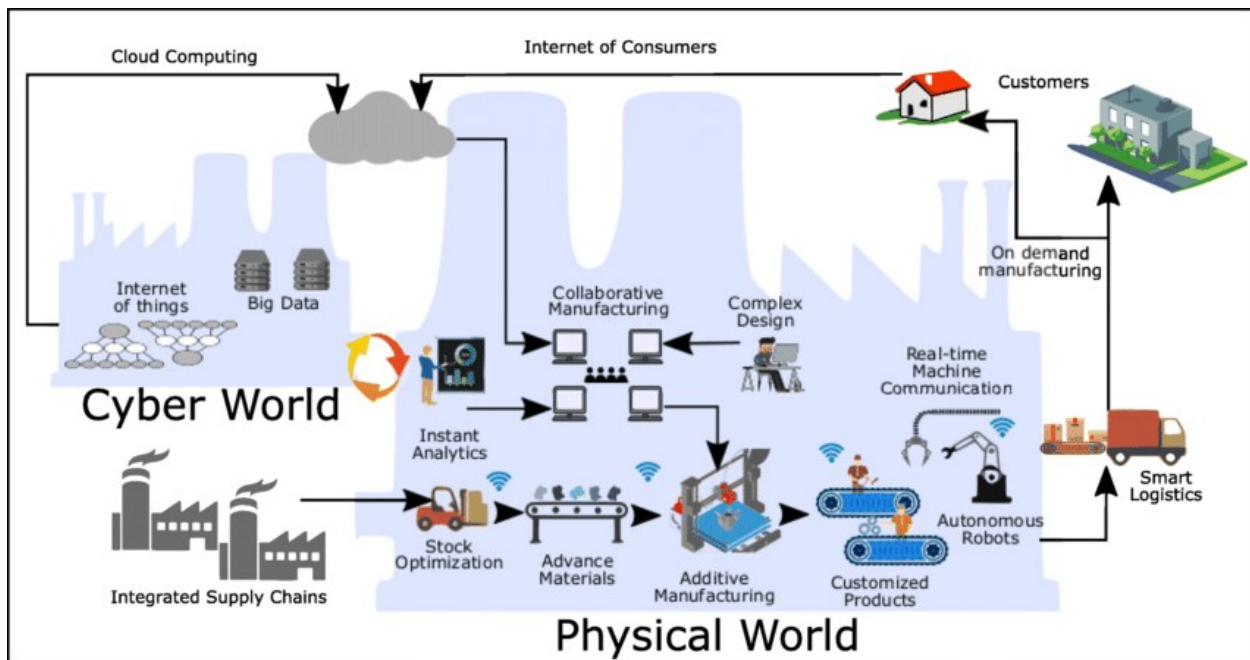 Cloud Computing
Internet of Consumers
Customers
On demand
manufacturing
Internet
of things
Big Data
Collaborative
Manufacturing
Complex
Design
Real-time
Machine
Communication
Cyber World
Instant
Analytics
Smart
Logistics
Stock
Optimization
Advance
Materials
Additive
Manufacturing
Customized
Products
Autonomous
Robots
Integrated Supply Chains
Physical World